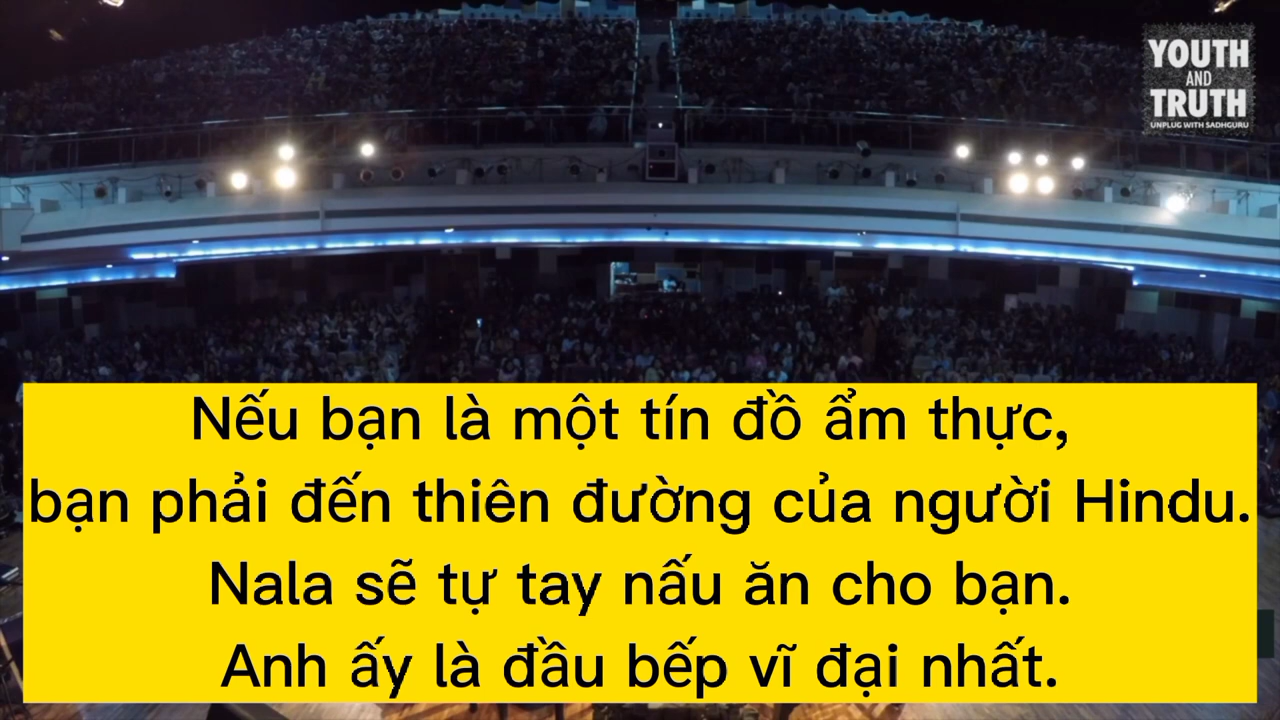 YOUTH
AND
TRUTH
UNPLUG WITH SADHGURU
Nếu bạn là một tín đồ ẩm thực,
bạn phải đến thiên đường của người Hindu.
Nala sẽ tự tay nấu ăn cho bạn.
Anh ấy là đầu bếp vĩ đại nhất.